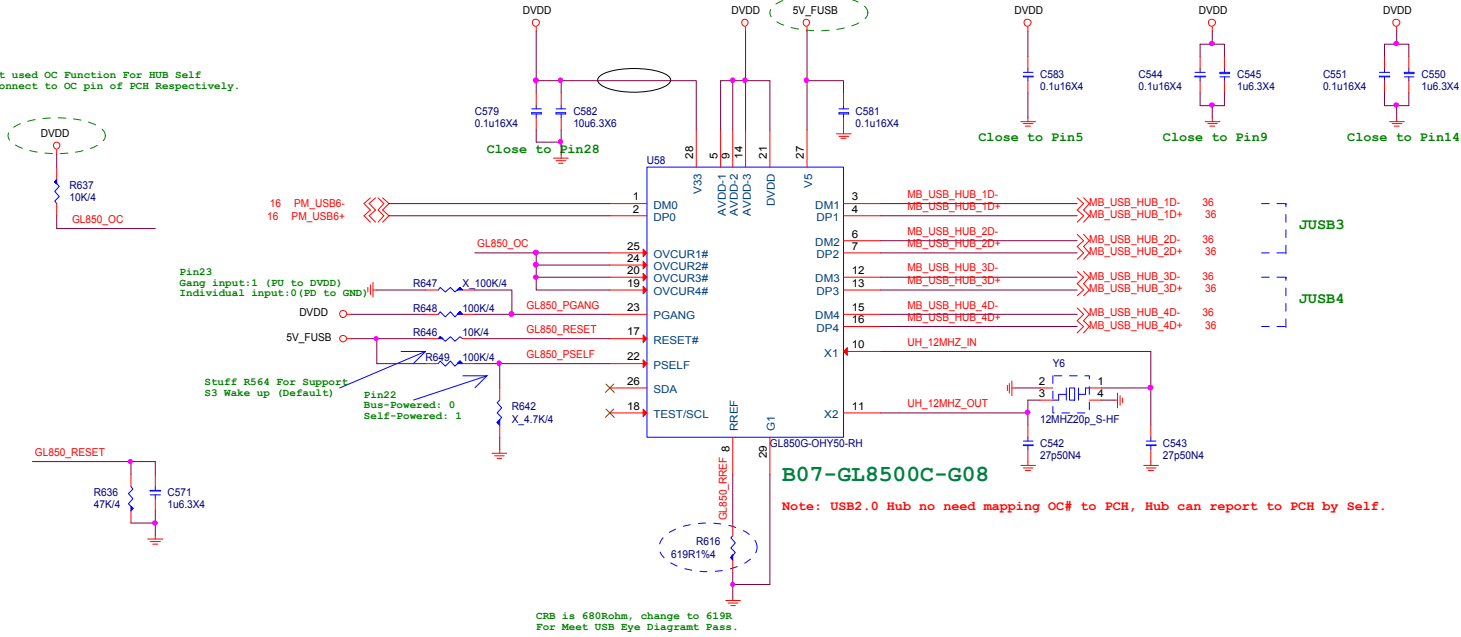 DVDD
DVDD
5V_FUSB
DVDD
DVDD
DVDD
t used OC Function For HUB Self
onnect to OC pin of PCH Respectively.
C579
0.1u16X4
C582
10u6.3X6
Close to Pin28
C581
0.1u16X4
C583
0.1u16X4
Close to Pin5
C544
0.1u16X4
C545
1u6.3X4
Close to Pin9
C551
0.1u16X4
C550
1u6.3X4
Close to Pin14
DVDD
R637
10K/4
GL850_OC
U58
28
5
9
14
21
27
V33
AVDD-1
AVDD-2
AVDD-3
DVDD
V5
16 PM_USB6-
16 PM_USB6+
1
2
DM0
DP0
GL850_OC
25
24
20
19
OVCUR1#
OVCUR2#
OVCUR3#
OVCUR4#
Pin23
Gang input:1 (PU to DVDD)
Individual input:0(PD to GND)
R647
X_100K/4
DVDD
R648
100K/4
GL850_PGANG
23
PGANG
5V_FUSB
R646
10K/4
GL850_RESET
17
RESET#
R649
100K/4
GL850_PSELF
22
PSELF
26
SDA
18
TEST/SCL
Stuff R564 For Support
S3 Wake up (Default)
Pin22
Bus-Powered: 0
Self-Powered: 1
R642
X_4.7K/4
DM1
DP1
3
4
MB_USB_HUB_1D-
MB_USB_HUB_1D+
MB_USB_HUB_1D- 36
MB_USB_HUB_1D+ 36
DM2
DP2
6
7
MB_USB_HUB_2D-
MB_USB_HUB_2D+
MB_USB_HUB_2D- 36
MB_USB_HUB_2D+ 36
JUSB3
DM3
DP3
12
13
MB_USB_HUB_3D-
MB_USB_HUB_3D+
MB_USB_HUB_3D- 36
MB_USB_HUB_3D+ 36
DM4
DP4
15
16
MB_USB_HUB_4D-
MB_USB_HUB_4D+
MB_USB_HUB_4D- 36
MB_USB_HUB_4D+ 36
JUSB4
X1
10
UH_12MHZ_IN
X2
11
UH_12MHZ_OUT
Y6
2
3
1
4
12MHZ20p_S-HF
C542
27p50N4
C543
27p50N4
RREF
G1
8
29
GL850G-OHY50-RH
B07-GL8500C-G08
Note: USB2.0 Hub no need mapping OC# to PCH, Hub can report to PCH by Self.
GL850_RESET
R636
47K/4
C571
1u6.3X4
GL850_RREF
R616
619R1%4
CRB is 680Rohm, change to 619R
For Meet USB Eye Diagramt Pass.